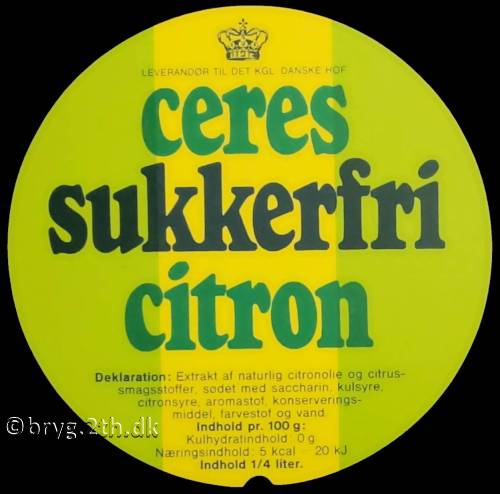 LEVERANDØR TIL DET KGL. DANSKE HOF
ceres
sukkerfri
citron
Deklaration: Extrakt af naturlig citronolie og citrus-
smagsstoffer, sødet med saccharin, kulsyre,
citronsyre, aromastof, konserverings-
middel, farvestof og vand.
Indhold pr. 100 g:
Kulhydratindhold: 0 g
Næringsindhold: 5 kcal - 20 kJ
Indhold 1/4 liter.
©bryg.2th.dk